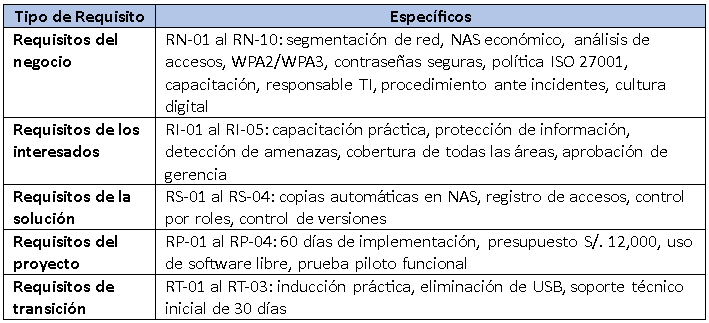 Tipo de Requisito Específicos
Requisitos del negocio RN-01 al RN-10: segmentación de red, NAS económico, análisis de
accesos, WPA2/WPA3, contraseñas seguras, política ISO 27001,
capacitación, responsable TI, procedimiento ante incidentes, cultura
digital
Requisitos de los interesados RI-01 al RI-05: capacitación práctica, protección de información,
detección de amenazas, cobertura de todas las áreas, aprobación de
gerencia
Requisitos de la solución RS-01 al RS-04: copias automáticas en NAS, registro de accesos, control
por roles, control de versiones
Requisitos del proyecto RP-01 al RP-04: 60 días de implementación, presupuesto S/. 12,000, uso
de software libre, prueba piloto funcional
Requisitos de transición RT-01 al RT-03: inducción práctica, eliminación de USB, soporte técnico
inicial de 30 días